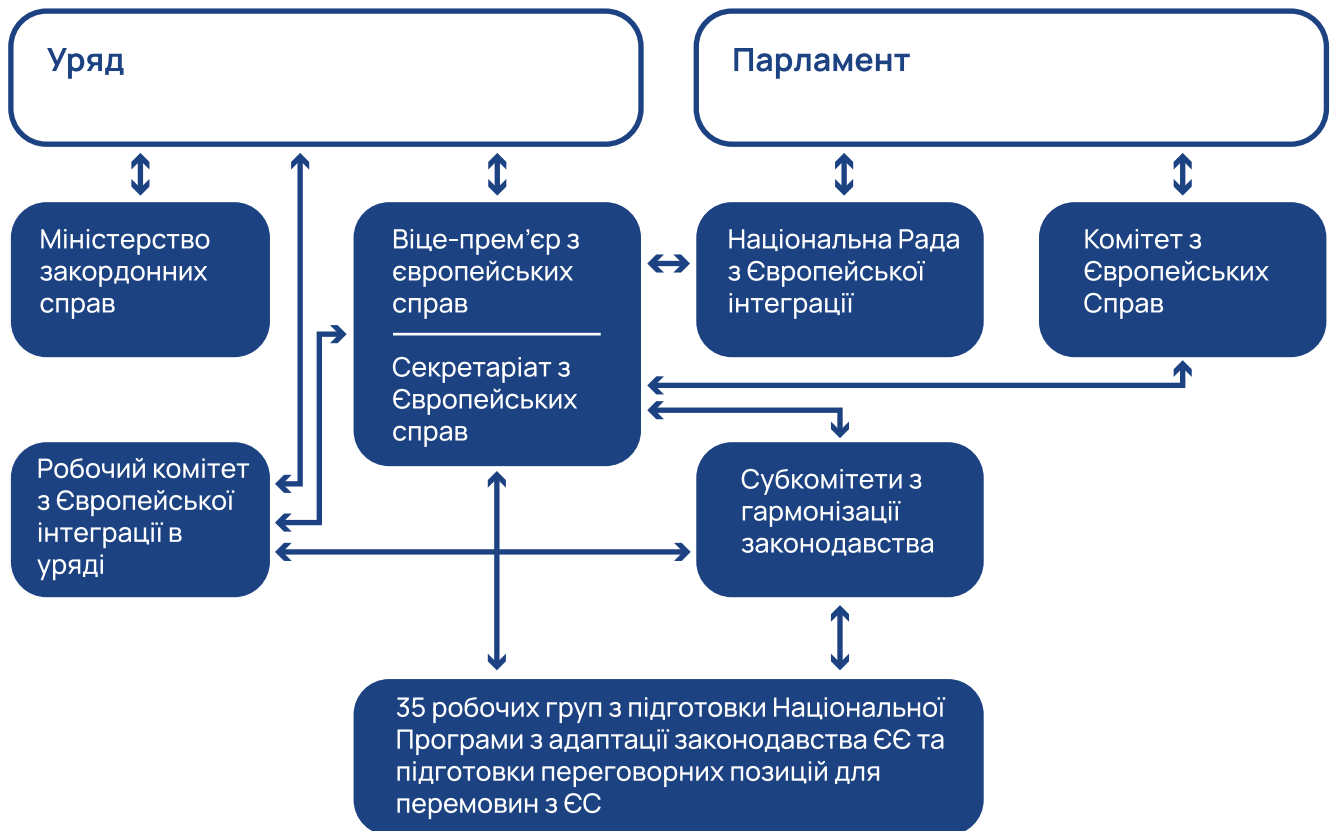 Уряд
Парламент
Міністерство
закордонних
справ
Віце-прем’єр з
європейських
справ
Секретаріат з
Європейських
справ
Національна Рада
з Європейської
інтеграції
Комітет з
Європейських
Справ
Робочий комітет
з Європейської
інтеграції в
уряді
Субкомітети з
гармонізації
законодавства
35 робочих груп з підготовки Національної
Програми з адаптації законодавства ЄЄ та
підготовки переговорних позицій для
перемовин з ЄС